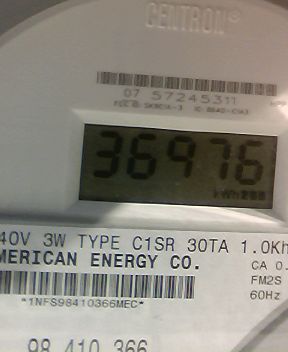 CENTRON®
07 57245311
36976
kWh288
40V 3W TYPE C1SR 30TA 1.0Kh
MERICAN ENERGY CO.
CA 0.
FM2S
60Hz
*1NFS98410366MEC*
98 410 366